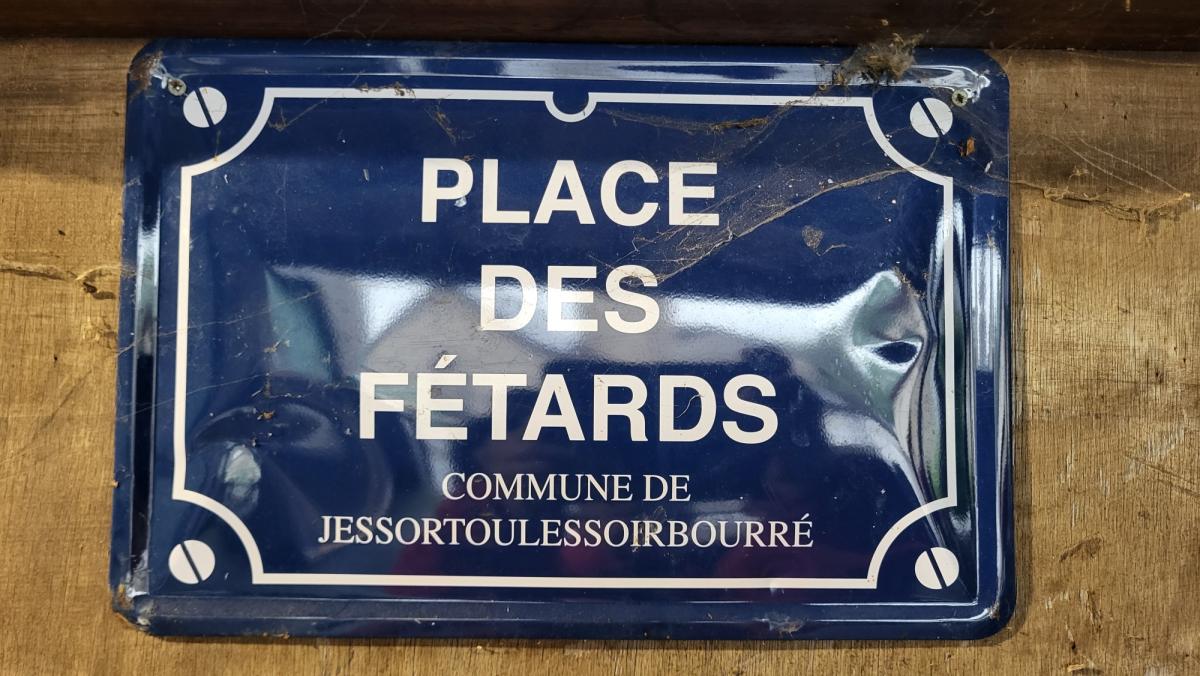 PLACE
DES
FÉTARDS
COMMUNE DE
JESSORTOULESSOIRBOURRÉ